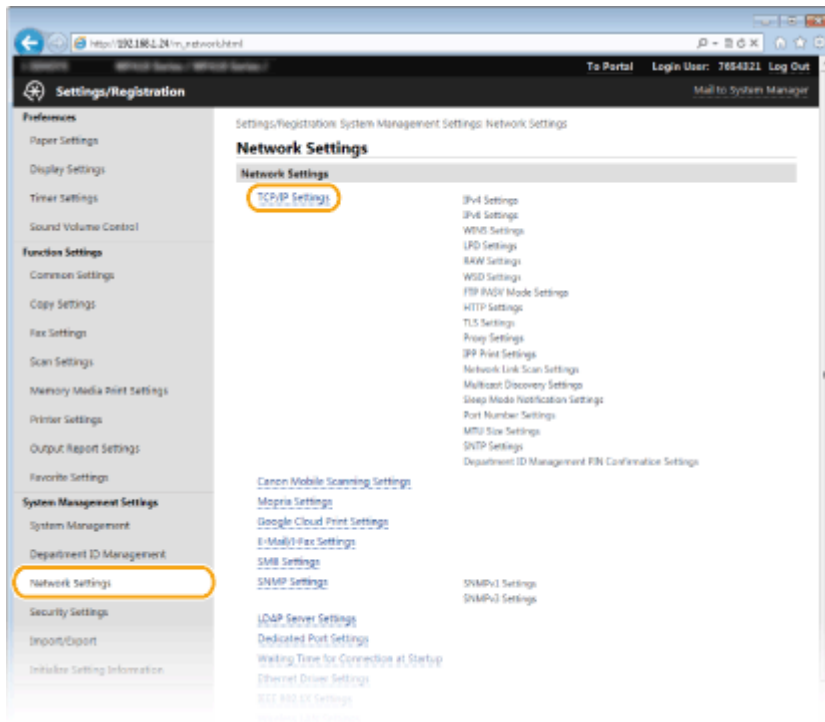 http://192.168.1.24/m_network.html
To Portal Login User: 7654321 Log Out
Settings/Registration
Mail to System Manager
Preferences
Paper Settings
Display Settings
Timer Settings
Sound Volume Control
Function Settings
Common Settings
Copy Settings
Fax Settings
Scan Settings
Memory Media Print Settings
Printer Settings
Output Report Settings
Favorite Settings
System Management Settings
System Management
Department ID Management
Network Settings
Security Settings
Import/Export
Initialize Setting Information
Settings/Registration: System Management Settings: Network Settings
Network Settings
Network Settings
TCP/IP Settings
IPv4 Settings
IPv6 Settings
WINS Settings
LPD Settings
RAW Settings
WSD Settings
FTP PASV Mode Settings
HTTP Settings
TLS Settings
Proxy Settings
IPP Print Settings
Network Link Scan Settings
Multicast Discovery Settings
Sleep Mode Notification Settings
Port Number Settings
MTU Size Settings
SNTP Settings
Department ID Management PIN Confirmation Settings
Canon Mobile Scanning Settings
Mopria Settings
Google Cloud Print Settings
E-Mail/I-Fax Settings
SMB Settings
SNMP Settings
SNMPv1 Settings
SNMPv3 Settings
LDAP Server Settings
Dedicated Port Settings
Waiting Time for Connection at Startup
Ethernet Driver Settings
IEEE 802.1X Settings